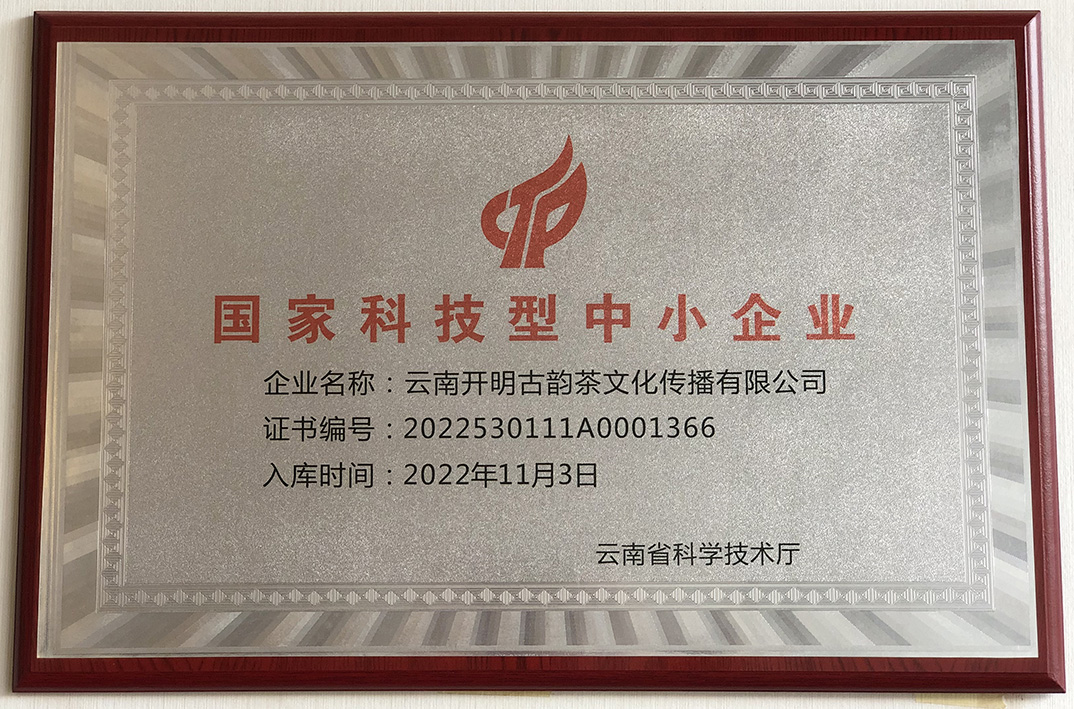 国家科技型中小企业
企业名称：云南开明古韵茶文化传播有限公司
证书编号：2022530111A0001366
入库时间：2022年11月3日
云南省科学技术厅